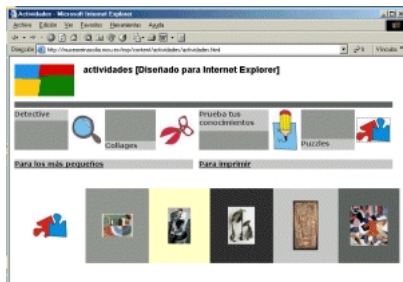 Actividades - Microsoft Internet Explorer
Archivo Edición Ver Favoritos Herramientas Ayuda
Dirección
Vínculos
actividades [Diseñado para Internet Explorer]
Detective
Collages
Prueba tus
conocimientos
Puzzles
Para los más pequeños
Para imprimir